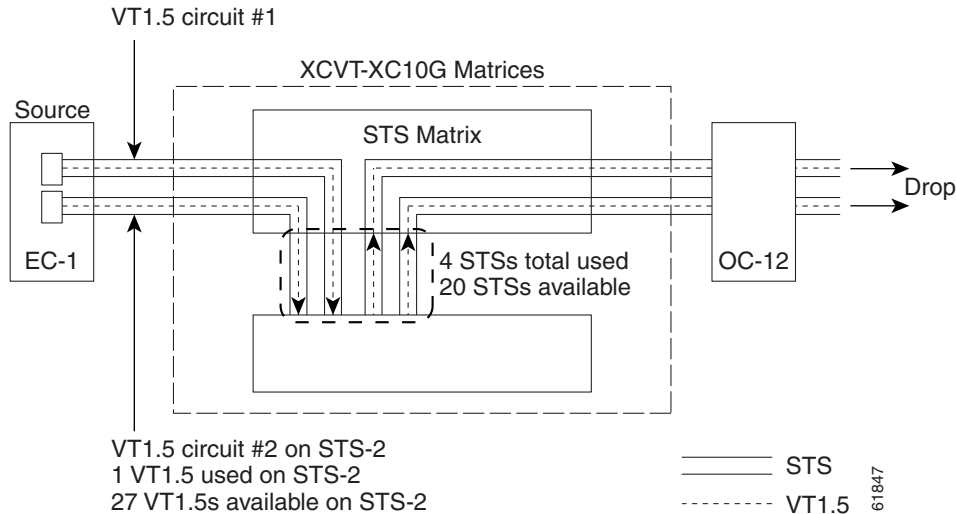 VT1.5 circuit #1
XCVT-XC10G Matrices
Source
STS Matrix
Drop
EC-1
4 STSs total used
20 STSs available
OC-12
VT1.5 circuit #2 on STS-2
1 VT1.5 used on STS-2
27 VT1.5s available on STS-2
STS
VT1.5
61847